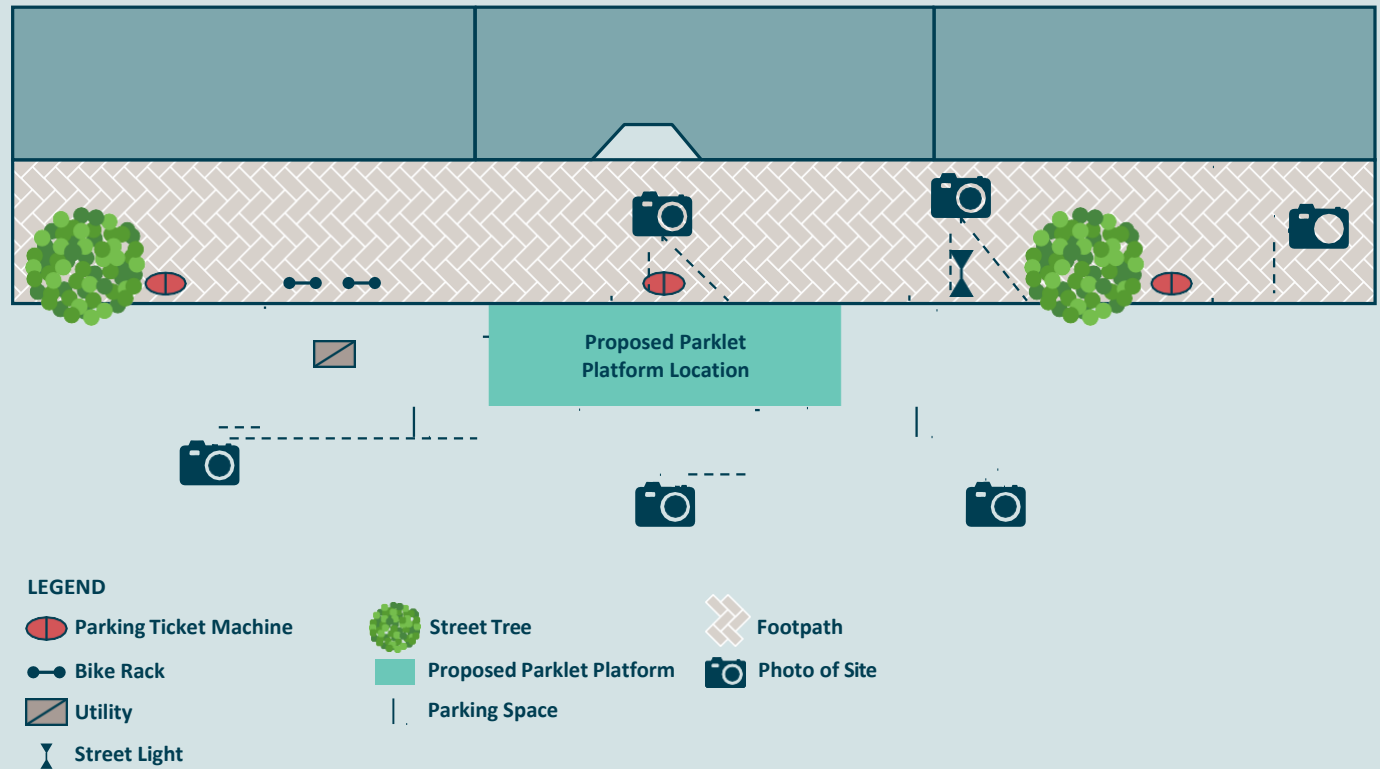 Proposed Parklet
Platform Location
LEGEND
Parking Ticket Machine
Street Tree
Footpath
Bike Rack
Proposed Parklet Platform
Photo of Site
Utility
Parking Space
Street Light